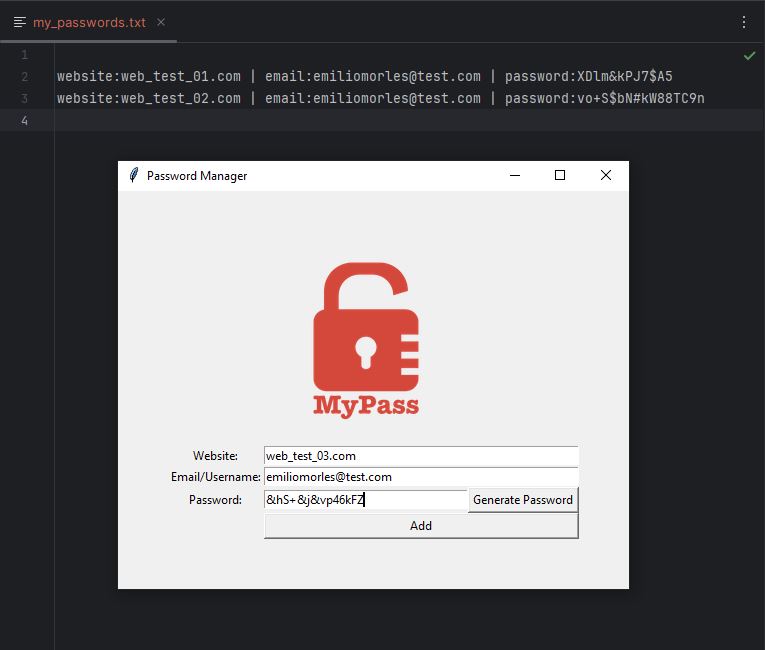 my_passwords.txt
1
2 website:web_test_01.com | email:emiliomorles@test.com | password:XDlm&kPJ7$A5
3 website:web_test_02.com | email:emiliomorles@test.com | password:vo+S$bN#kW88TC9n
4
Password Manager
MyPass
Website: web_test_03.com
Email/Username: emiliomorles@test.com
Password: &hS+&j&vp46kFZ Generate Password
Add